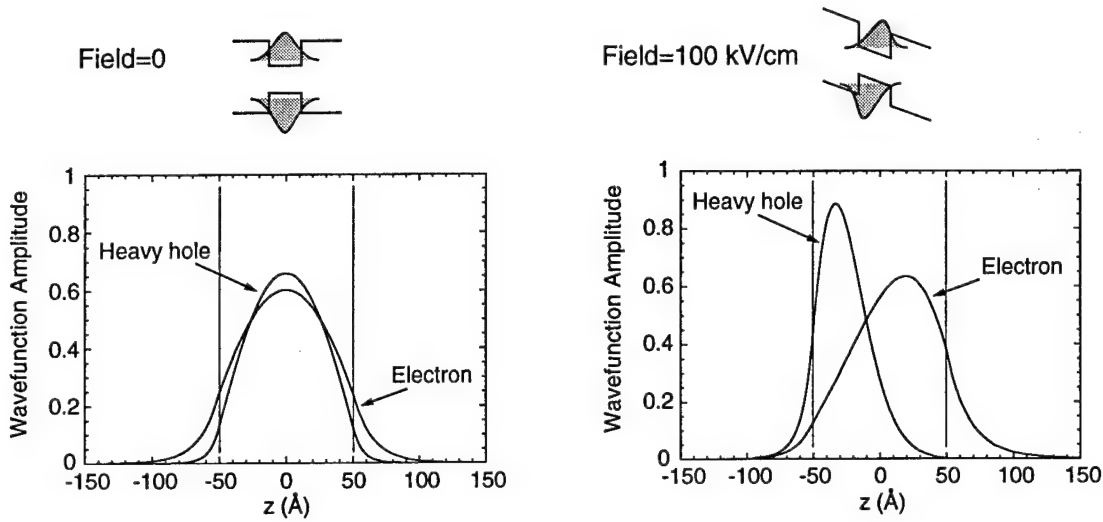 Field=0
Field=100 kV/cm
Wavefunction Amplitude
1
0.8
0.6
0.4
0.2
0
Heavy hole
Electron
-150 -100 -50 0 50 100 150
z (Å)
Wavefunction Amplitude
1
0.8
0.6
0.4
0.2
0
Heavy hole
Electron
-150 -100 -50 0 50 100 150
z (Å)